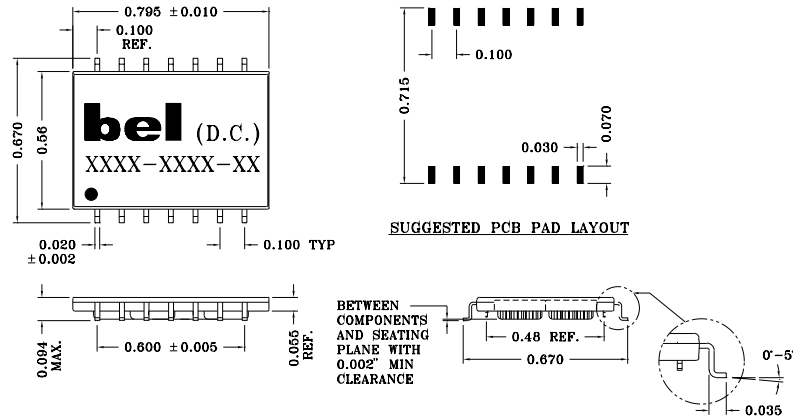 0.795 ±0.010
0.100
REF.
0.670
0.56
bel (D.C.)
XXXX-XXXX-XX
0.020
±0.002
0.100 TYP
0.715
0.100
0.030
0.070
SUGGESTED PCB PAD LAYOUT
0.094
MAX.
0.600 ±0.005
0.055
REF.
BETWEEN
COMPONENTS
AND SEATING
PLANE WITH
0.002" MIN
CLEARANCE
0.48 REF.
0.670
0°-5°
0.035